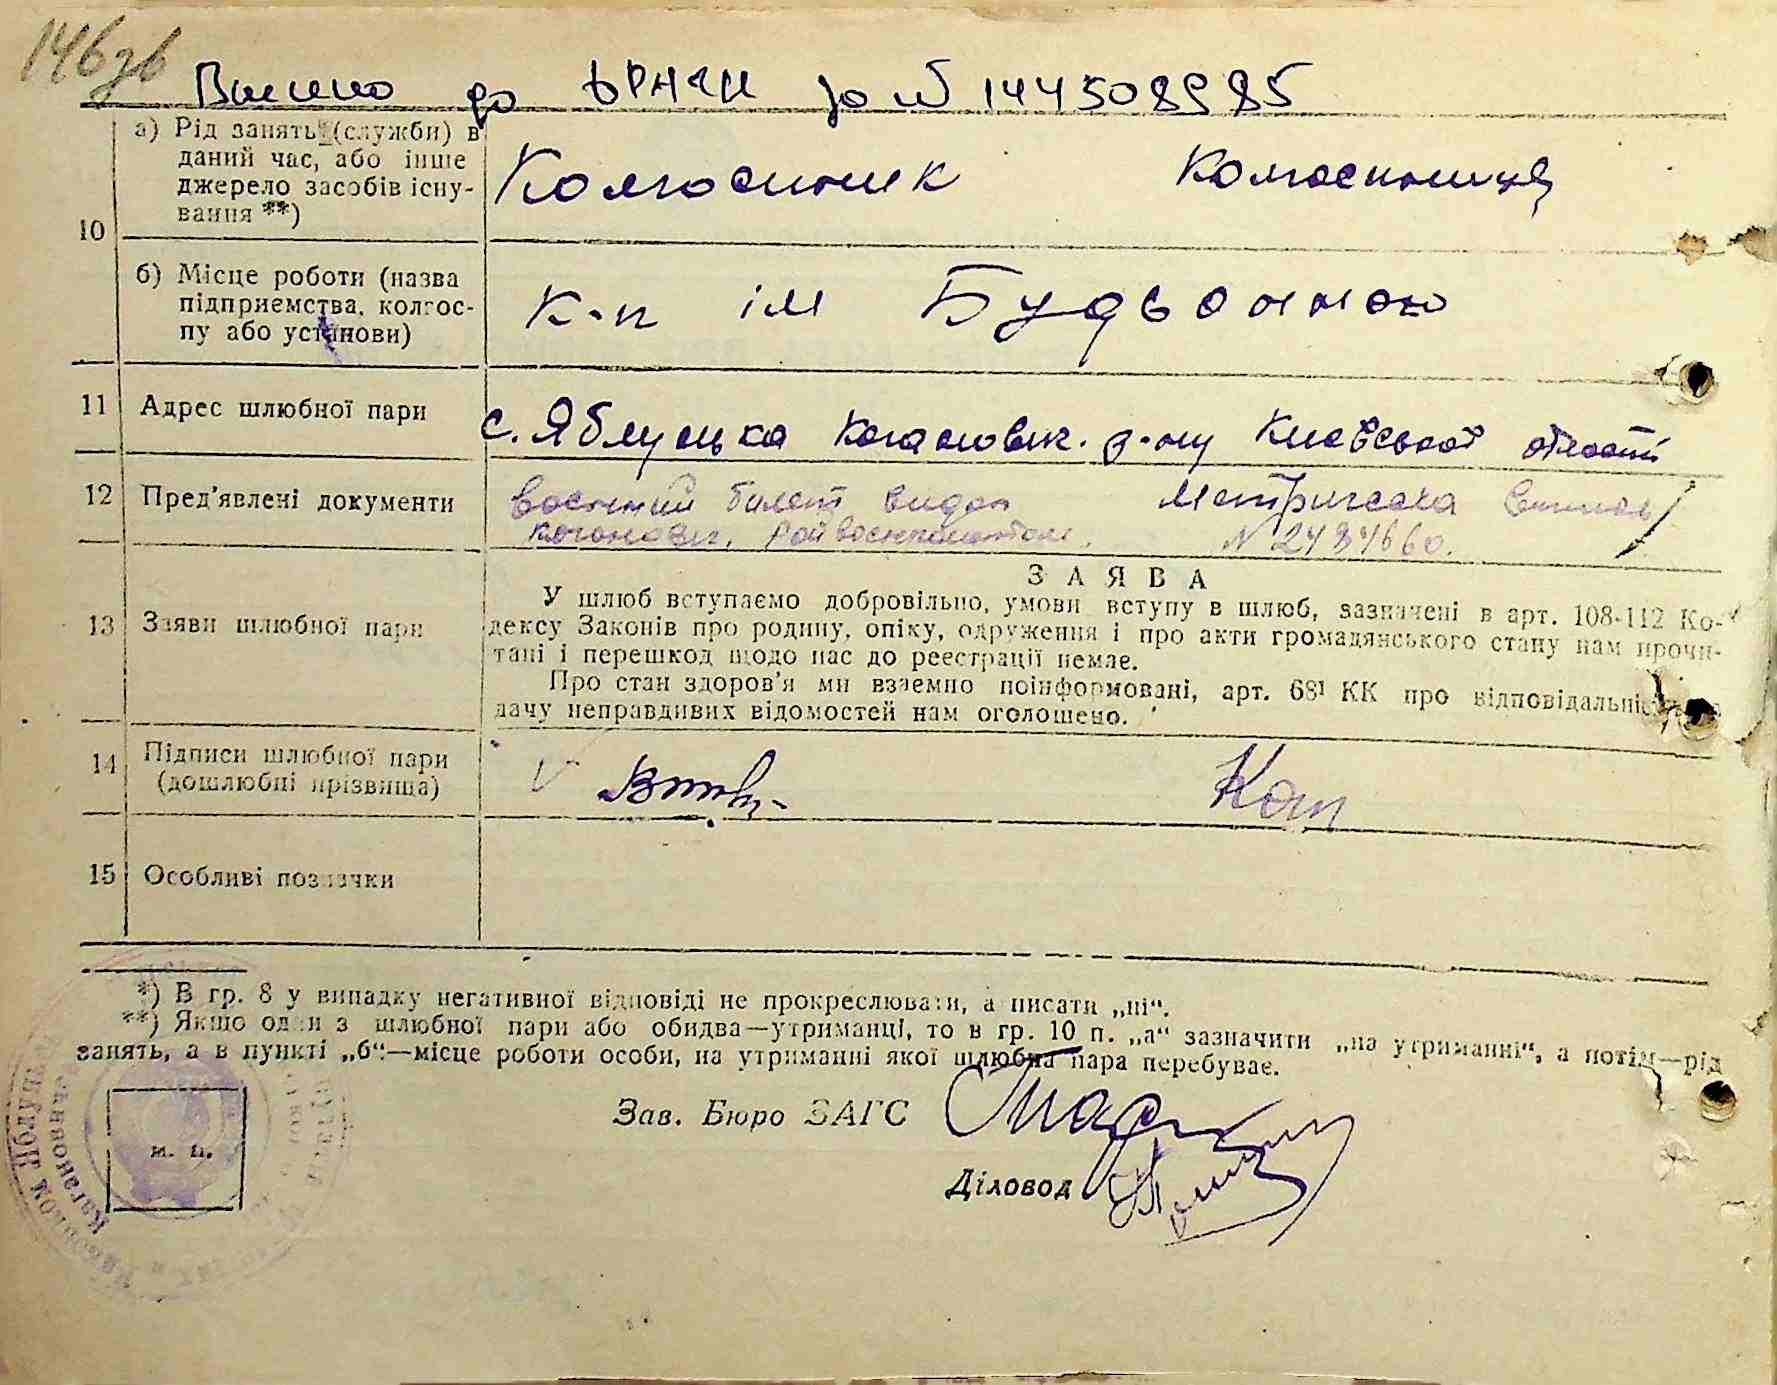 146зв
Внесено до ДРАЦС за № 1445089985
10
а) Рід занять (служби) в
даний час, або інше
джерело засобів існу-
вання **)
Колгоспник Колгоспниця
б) Місце роботи (назва
підприємства, колгос-
пу або установи)
к-п ім Будьонного
11 Адрес шлюбної пари
с. Яблунька Каганович. р-ну Київської області
12 Пред'явлені документи
военний билет видан
Каганович. Райвоенкоматом.
Метрическа
N 2484660.
13 Заяви шлюбної пари
ЗАЯВА
У шлюб вступаємо добровільно, умови вступу в шлюб, зазначені в арт. 108-112 Ко-
дексу Законів про родину, опіку, одруження і про акти громадянського стану нам прочи-
тані і перешкод щодо нас до реєстрації немає.
Про стан здоров'я ми взаємно поінформовані, арт. 68¹ КК про відповідальність
дачу неправдивих відомостей нам оголошено.
14 Підписи шлюбної пари
(дошлюбні прізвища)
15 Особливі позначки
*) В гр. 8 у випадку негативної відповіді не прокреслювати, а писати „ні“.
**) Якщо один з шлюбної пари або обидва—утриманці, то в гр. 10 п. „а“ зазначити „на утриманні“, а потім—рід
занять, а в пункті „б“—місце роботи особи, на утриманні якої шлюбна пара перебуває.
Зав. Бюро ЗАГС
м. п.
Діловод